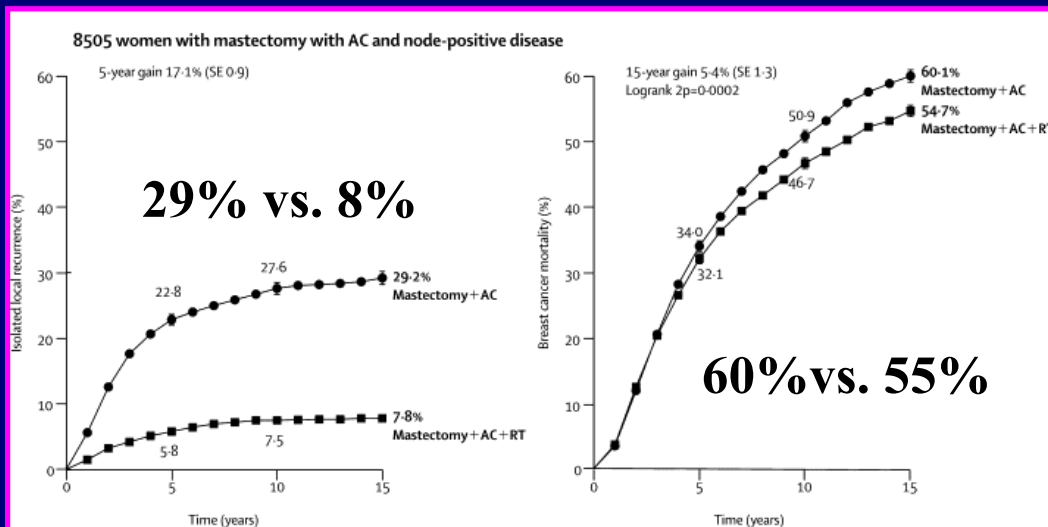 8505 women with mastectomy with AC and node-positive disease
5-year gain 17·1% (SE 0·9)
60
50
40
30
20
10
0
Isolated local recurrence (%)
29% vs. 8%
22·8
27·6
29·2%
Mastectomy+AC
5·8
7·5
7·8%
Mastectomy+AC+RT
0
5
10
15
Time (years)
15-year gain 5·4% (SE 1·3)
Logrank 2p=0·0002
60
50
40
30
20
10
0
Breast cancer mortality (%)
34·0
32·1
50·9
46·7
60·1%
Mastectomy+AC
54·7%
Mastectomy+AC+RT
60%vs. 55%
0
5
10
15
Time (years)